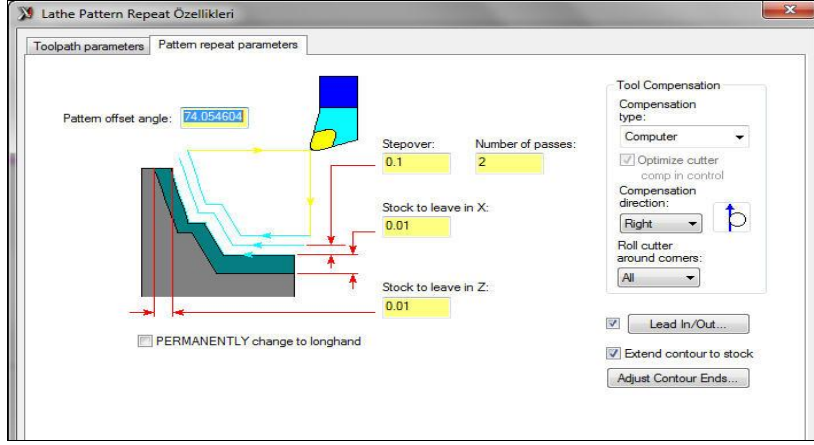 Lathe Pattern Repeat Özellikleri
Toolpath parameters
Pattern repeat parameters
Pattern offset angle:
74.054604
Stepover:
0.1
Number of passes:
2
Stock to leave in X:
0.01
Stock to leave in Z:
0.01
PERMANENTLY change to longhand
Tool Compensation
Compensation
type:
Computer
Optimize cutter
comp in control
Compensation
direction:
Right
Roll cutter
around corners:
All
Lead In/Out...
Extend contour to stock
Adjust Contour Ends...